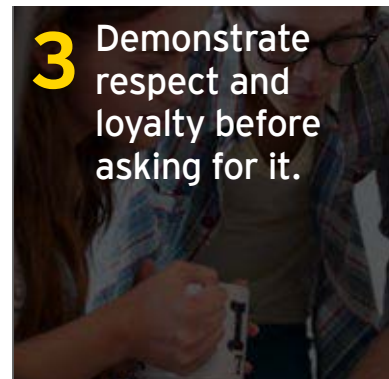 3 Demonstrate
respect and
loyalty before
asking for it.